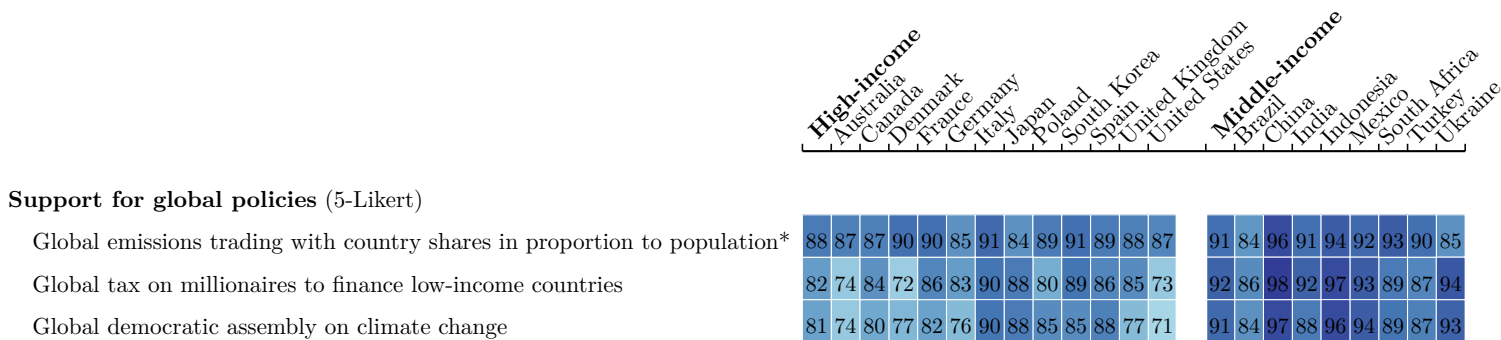 High-income
Australia
Canada
Denmark
France
Germany
Italy
Japan
Poland
South Korea
Spain
United Kingdom
United States
Middle-income
Brazil
China
India
Indonesia
Mexico
South Africa
Turkey
Ukraine
Support for global policies (5-Likert)
Global emissions trading with country shares in proportion to population* 88 87 87 90 90 85 91 84 89 91 89 88 87 91 84 96 91 94 92 93 90 85
Global tax on millionaires to finance low-income countries 82 74 84 72 86 83 90 88 80 89 86 85 73 92 86 98 92 97 93 89 87 94
Global democratic assembly on climate change 81 74 80 77 82 76 90 88 85 85 88 77 71 91 84 97 88 96 94 89 87 93